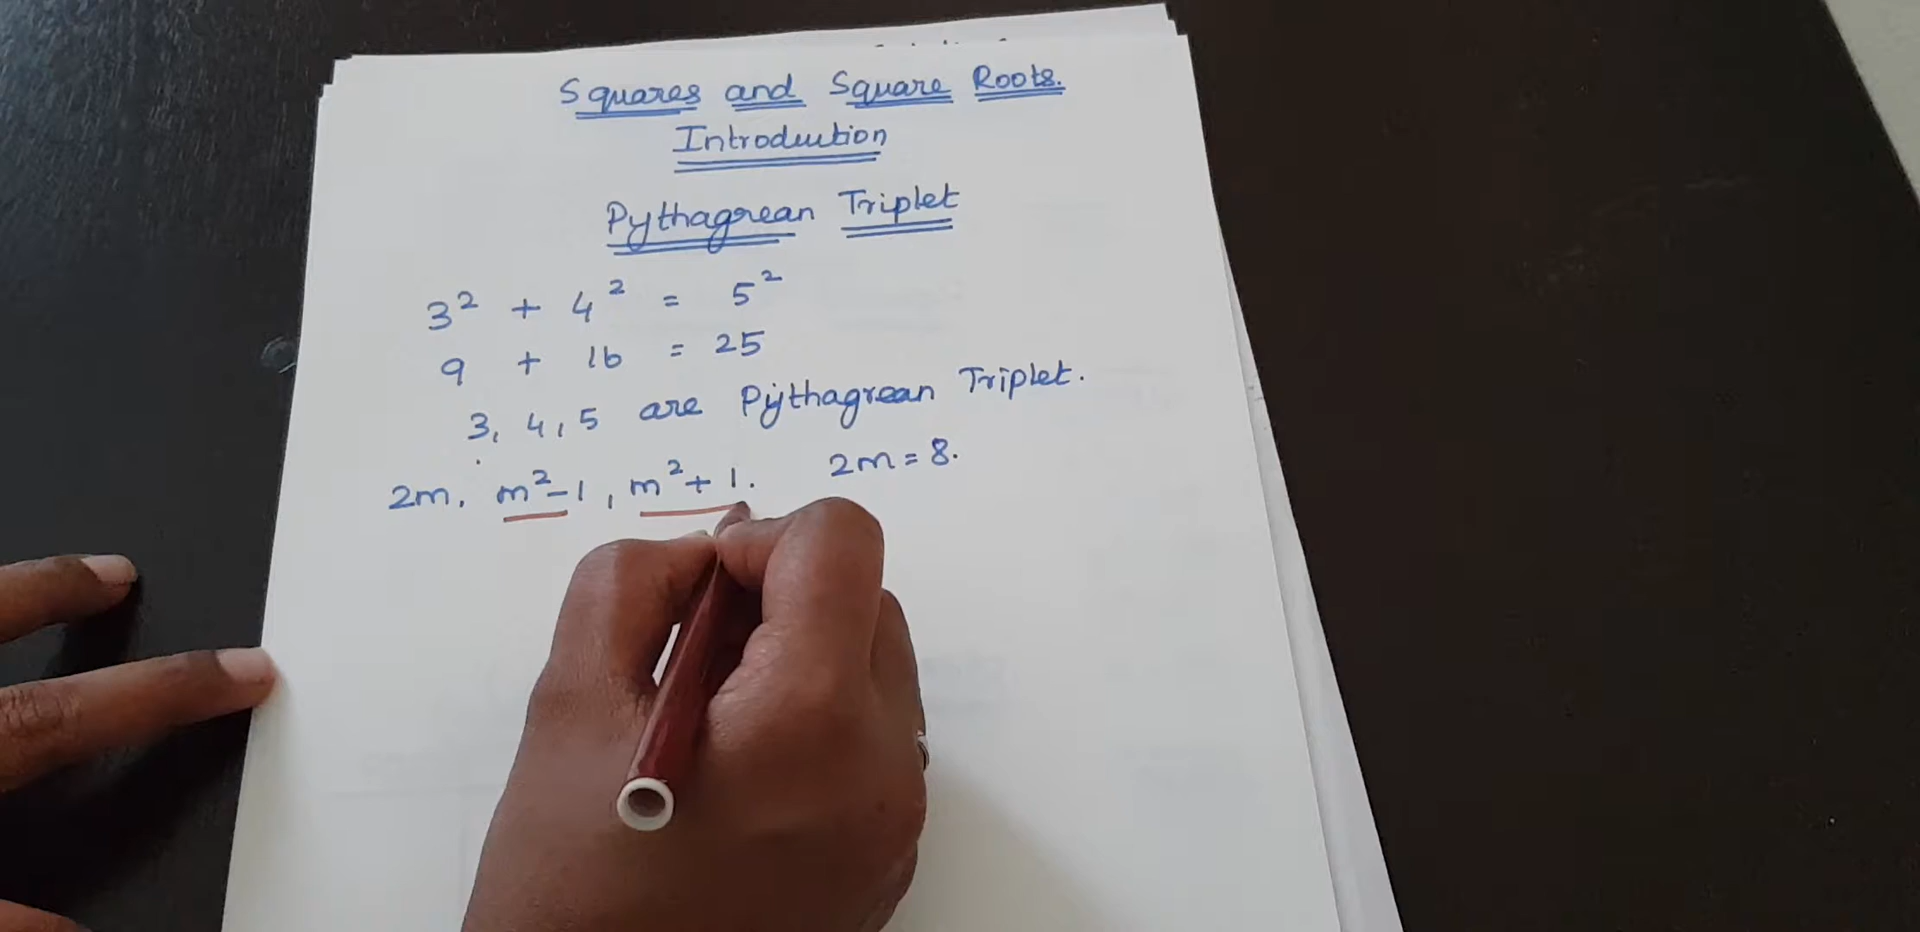 Squares and Square Roots.
Introduction
Pythagrean Triplet
3² + 4² = 5²
9 + 16 = 25
3, 4, 5 are Pythagrean Triplet.
2m, m²-1, m²+1. 2m = 8.